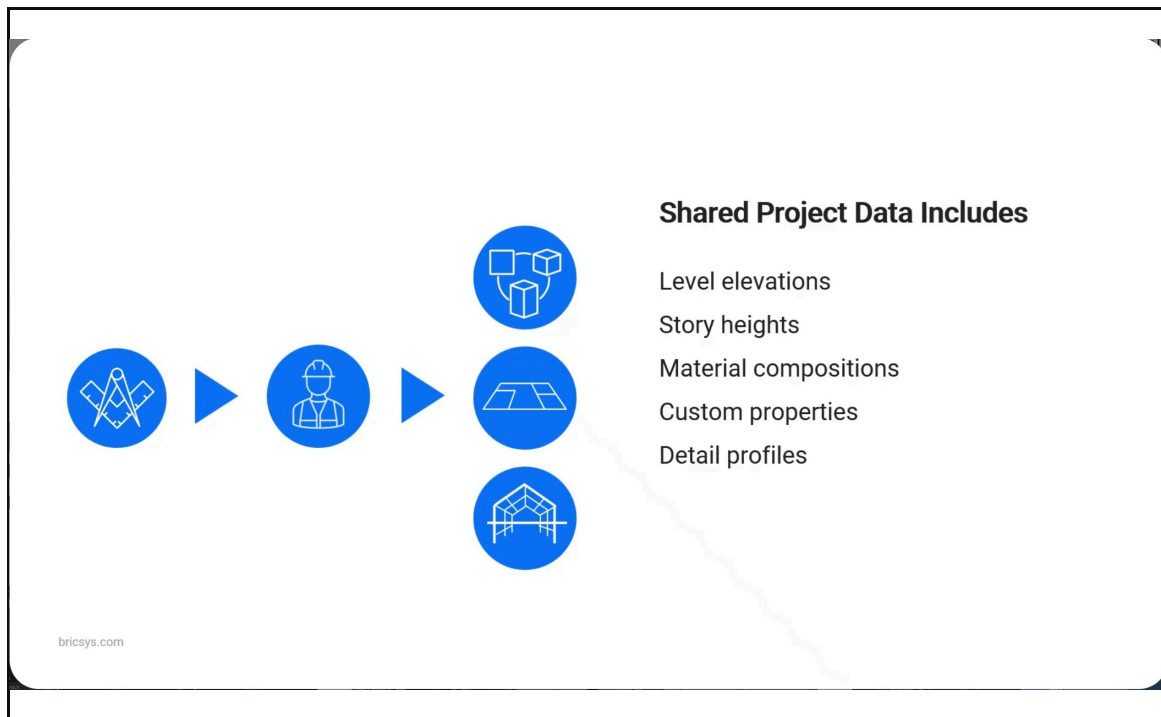 Shared Project Data Includes
Level elevations
Story heights
Material compositions
Custom properties
Detail profiles
bricsys.com